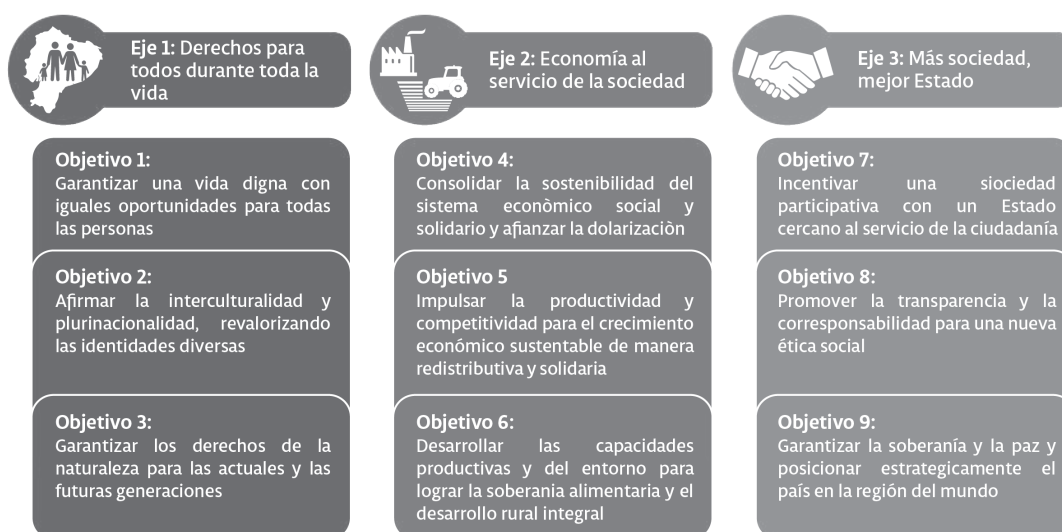 Eje 1: Derechos para
todos durante toda la
vida
Objetivo 1:
Garantizar una vida digna con
iguales oportunidades para todas
las personas
Objetivo 2:
Afirmar la interculturalidad y
plurinacionalidad, revalorizando
las identidades diversas
Objetivo 3:
Garantizar los derechos de la
naturaleza para las actuales y las
futuras generaciones
Eje 2: Economía al
servicio de la sociedad
Objetivo 4:
Consolidar la sostenibilidad del
sistema econòmico social y
solidario y afianzar la dolarizaciòn
Objetivo 5
Impulsar la productividad y
competitividad para el crecimiento
económico sustentable de manera
redistributiva y solidaria
Objetivo 6:
Desarrollar las capacidades
productivas y del entorno para
lograr la soberania alimentaria y el
desarrollo rural integral
Eje 3: Más sociedad,
mejor Estado
Objetivo 7:
Incentivar una siociedad
participativa con un Estado
cercano al servicio de la ciudadanía
Objetivo 8:
Promover la transparencia y la
corresponsabilidad para una nueva
ética social
Objetivo 9:
Garantizar la soberanía y la paz y
posicionar estrategicamente el
país en la región del mundo